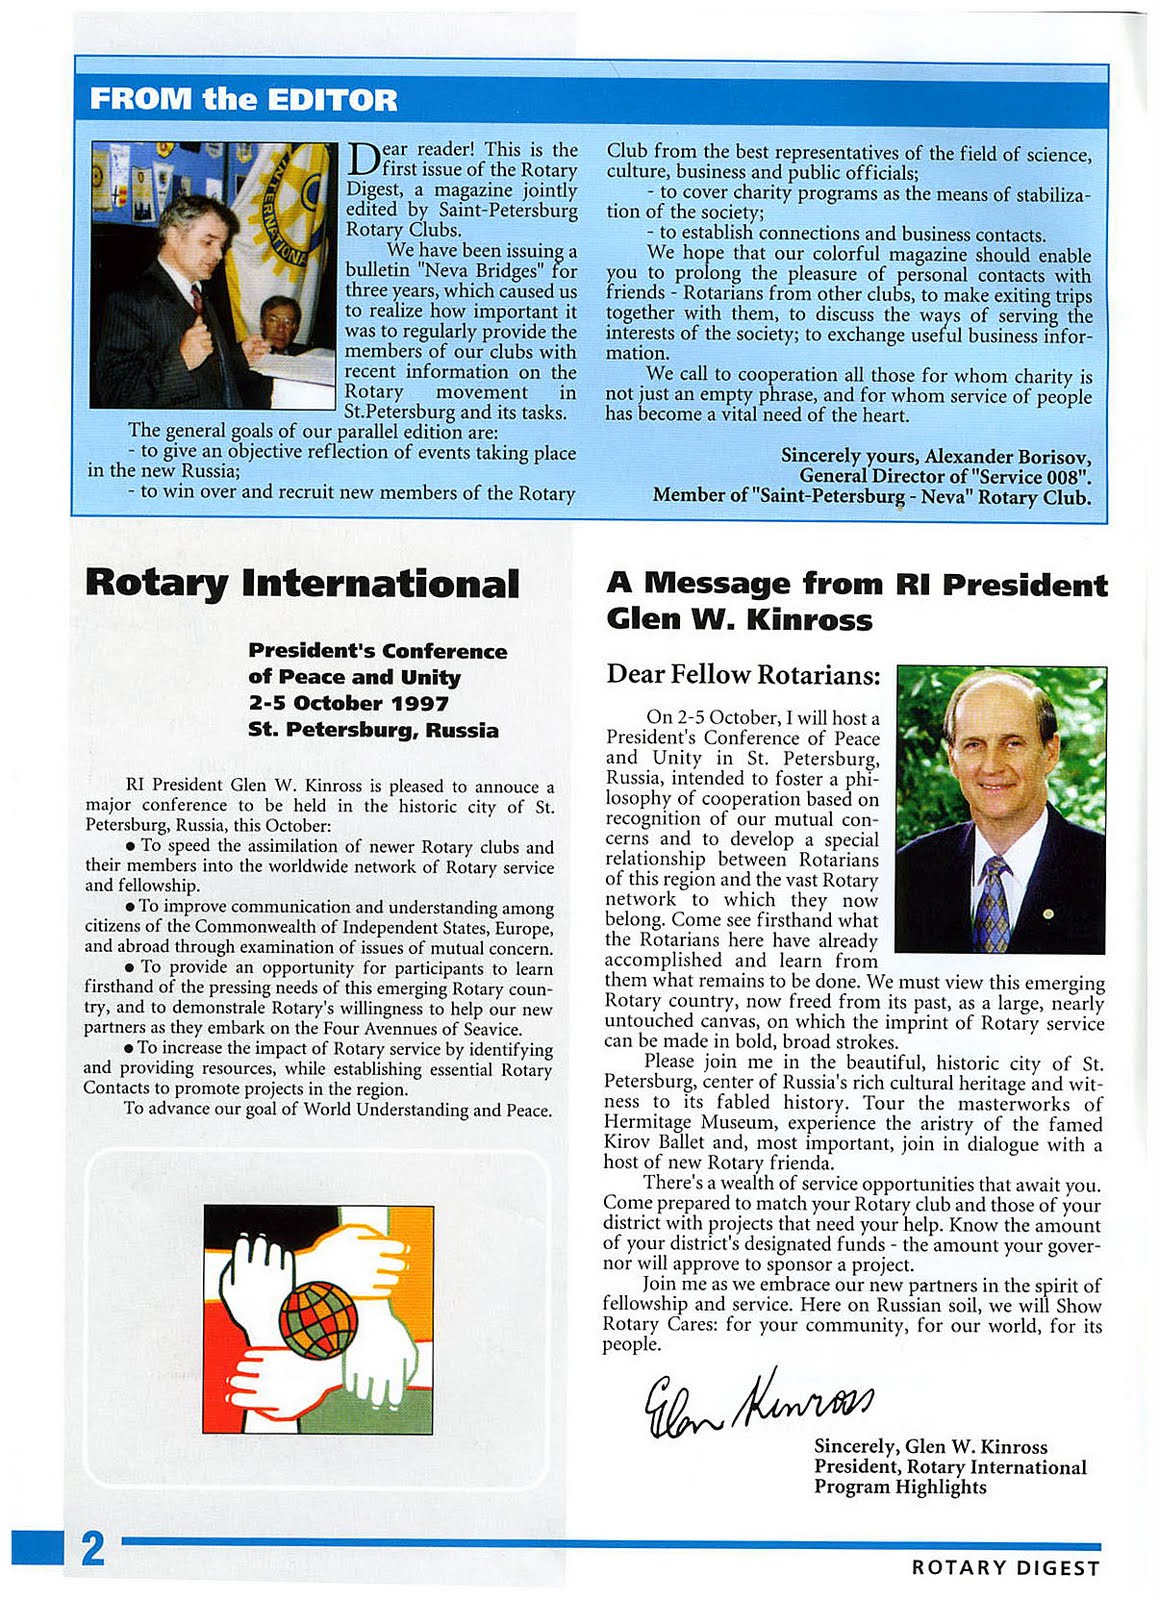 FROM the EDITOR
Dear reader! This is the
first issue of the Rotary
Digest, a magazine jointly
edited by Saint-Petersburg
Rotary Clubs.
We have been issuing a
bulletin "Neva Bridges" for
three years, which caused us
to realize how important it
was to regularly provide the
members of our clubs with
recent information on the
Rotary movement in
St.Petersburg and its tasks.
The general goals of our parallel edition are:
- to give an objective reflection of events taking place
in the new Russia;
- to win over and recruit new members of the Rotary
Club from the best representatives of the field of science,
culture, business and public officials;
- to cover charity programs as the means of stabiliza-
tion of the society;
- to establish connections and business contacts.
We hope that our colorful magazine should enable
you to prolong the pleasure of personal contacts with
friends - Rotarians from other clubs, to make exiting trips
together with them, to discuss the ways of serving the
interests of the society; to exchange useful business infor-
mation.
We call to cooperation all those for whom charity is
not just an empty phrase, and for whom service of people
has become a vital need of the heart.
Sincerely yours, Alexander Borisov,
General Director of "Service 008".
Member of "Saint-Petersburg - Neva" Rotary Club.
INTERNATIONAL
Rotary International
President's Conference
of Peace and Unity
2-5 October 1997
St. Petersburg, Russia
RI President Glen W. Kinross is pleased to annouce a
major conference to be held in the historic city of St.
Petersburg, Russia, this October:
● To speed the assimilation of newer Rotary clubs and
their members into the worldwide network of Rotary service
and fellowship.
● To improve communication and understanding among
citizens of the Commonwealth of Independent States, Europe,
and abroad through examination of issues of mutual concern.
● To provide an opportunity for participants to learn
firsthand of the pressing needs of this emerging Rotary coun-
try, and to demonstrale Rotary's willingness to help our new
partners as they embark on the Four Avennues of Seavice.
● To increase the impact of Rotary service by identifying
and providing resources, while establishing essential Rotary
Contacts to promote projects in the region.
To advance our goal of World Understanding and Peace.
A Message from RI President
Glen W. Kinross
Dear Fellow Rotarians:
On 2-5 October, I will host a
President's Conference of Peace
and Unity in St. Petersburg,
Russia, intended to foster a phi-
losophy of cooperation based on
recognition of our mutual con-
cerns and to develop a special
relationship between Rotarians
of this region and the vast Rotary
network to which they now
belong. Come see firsthand what
the Rotarians here have already
accomplished and learn from
them what remains to be done. We must view this emerging
Rotary country, now freed from its past, as a large, nearly
untouched canvas, on which the imprint of Rotary service
can be made in bold, broad strokes.
Please join me in the beautiful, historic city of St.
Petersburg, center of Russia's rich cultural heritage and wit-
ness to its fabled history. Tour the masterworks of
Hermitage Museum, experience the aristry of the famed
Kirov Ballet and, most important, join in dialogue with a
host of new Rotary frienda.
There's a wealth of service opportunities that await you.
Come prepared to match your Rotary club and those of your
district with projects that need your help. Know the amount
of your district's designated funds - the amount your gover-
nor will approve to sponsor a project.
Join me as we embrace our new partners in the spirit of
fellowship and service. Here on Russian soil, we will Show
Rotary Cares: for your community, for our world, for its
people.
Glen Kinross
Sincerely, Glen W. Kinross
President, Rotary International
Program Highlights
2
ROTARY DIGEST